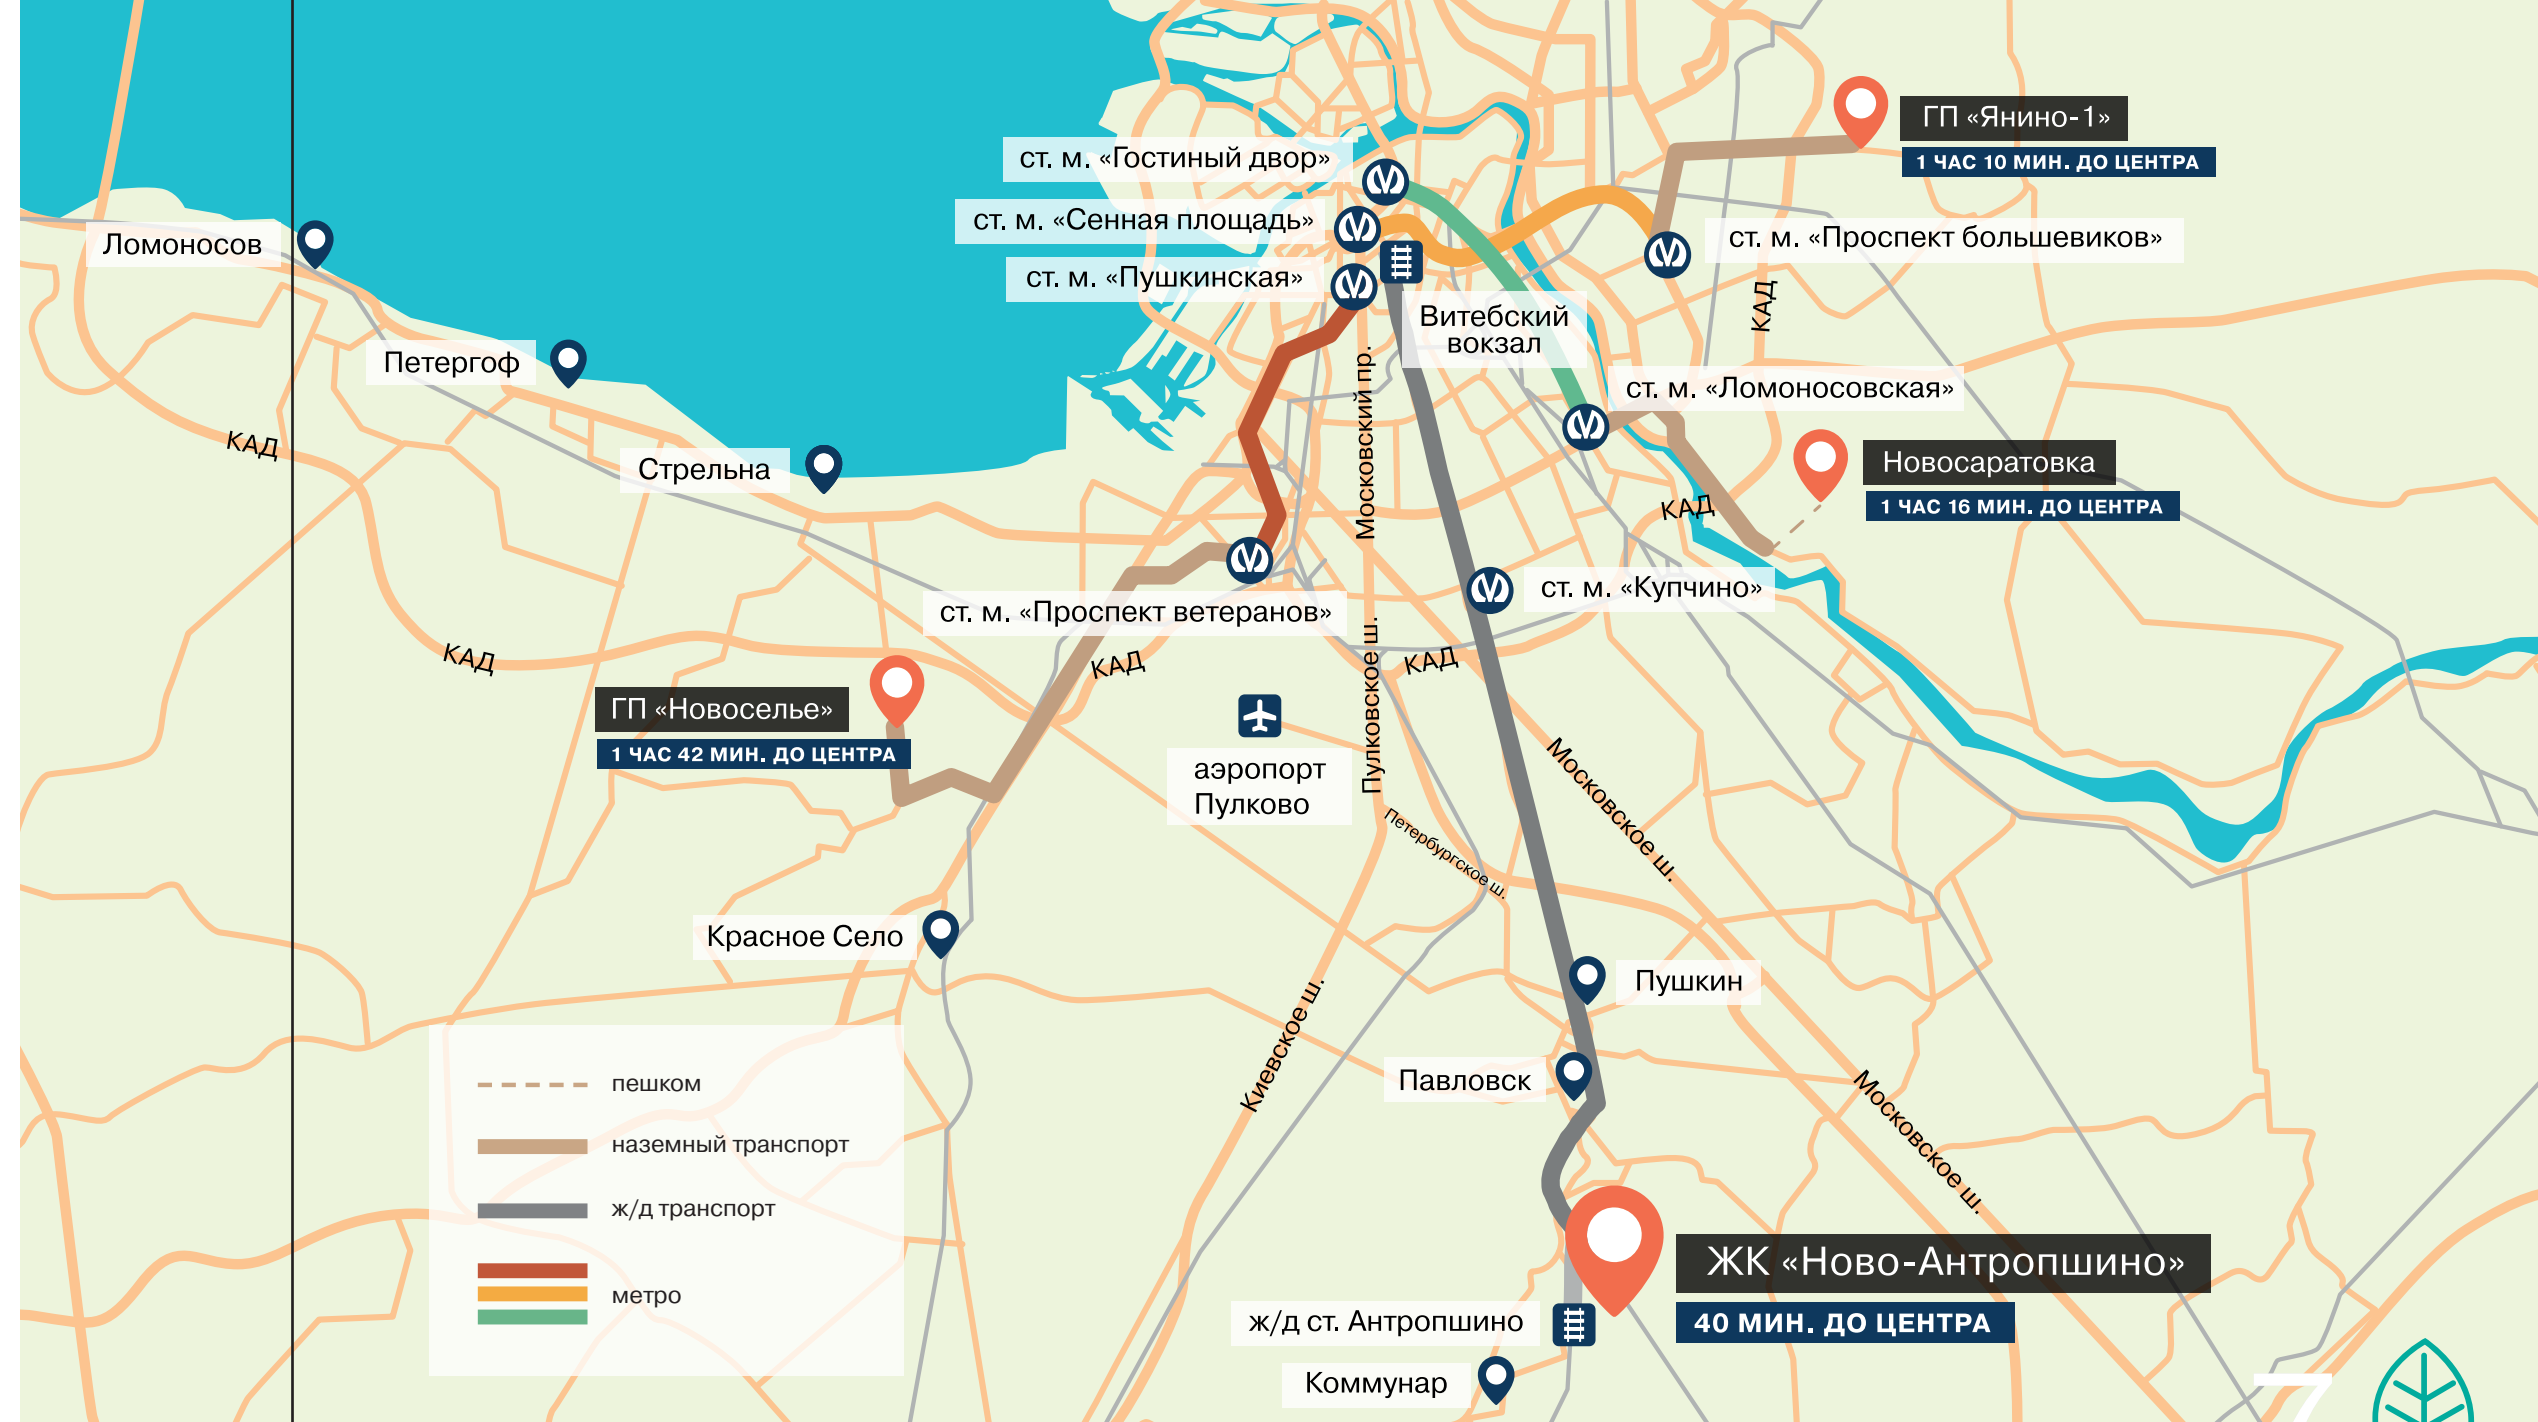 ГП «Янино-1»
1 ЧАС 10 МИН. ДО ЦЕНТРА
ст. м. «Гостиный двор»
ст. м. «Сенная площадь»
ст. м. «Проспект большевиков»
Ломоносов
ст. м. «Пушкинская»
КАД
Витебский
вокзал
Петергоф
ст. м. «Ломоносовская»
Московский пр.
КАД
Стрельна
Новосаратовка
1 ЧАС 16 МИН. ДО ЦЕНТРА
КАД
ст. м. «Купчино»
ст. м. «Проспект ветеранов»
КАД
КАД
КАД
Пулковское ш.
ГП «Новоселье»
1 ЧАС 42 МИН. ДО ЦЕНТРА
аэропорт
Пулково
Московское ш.
Петербургское ш.
Красное Село
Пушкин
Киевское ш.
Павловск
Московское ш.
пешком
наземный транспорт
ж/д транспорт
метро
ЖК «Ново-Антропшино»
40 МИН. ДО ЦЕНТРА
ж/д ст. Антропшино
Коммунар
7